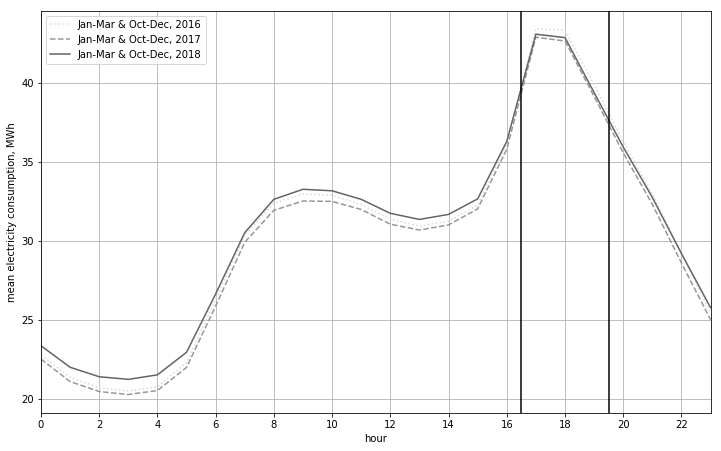 Jan-Mar & Oct-Dec, 2016
Jan-Mar & Oct-Dec, 2017
Jan-Mar & Oct-Dec, 2018
mean electricity consumption, MWh
40
35
30
25
20
0 2 4 6 8 10 12 14 16 18 20 22
hour